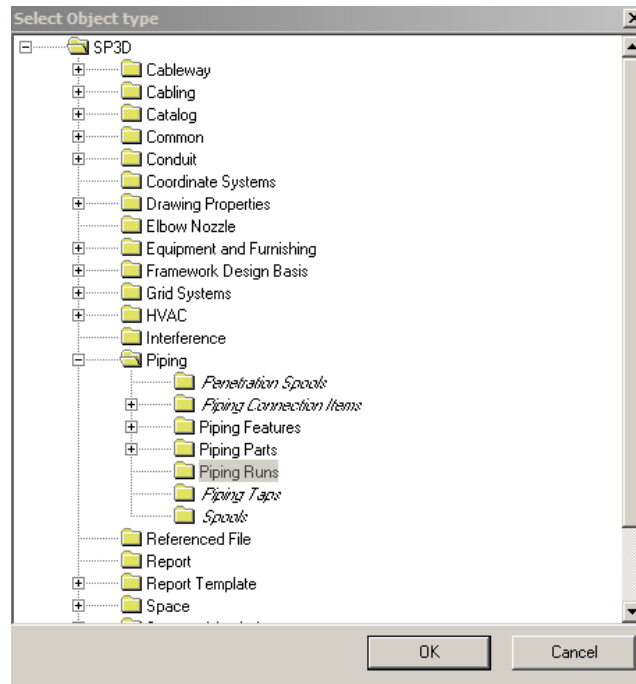 Select Object type
SP3D
Cableway
Cabling
Catalog
Common
Conduit
Coordinate Systems
Drawing Properties
Elbow Nozzle
Equipment and Furnishing
Framework Design Basis
Grid Systems
HVAC
Interference
Piping
Penetration Spools
Piping Connection Items
Piping Features
Piping Parts
Piping Runs
Piping Taps
Spools
Referenced File
Report
Report Template
Space
OK Cancel